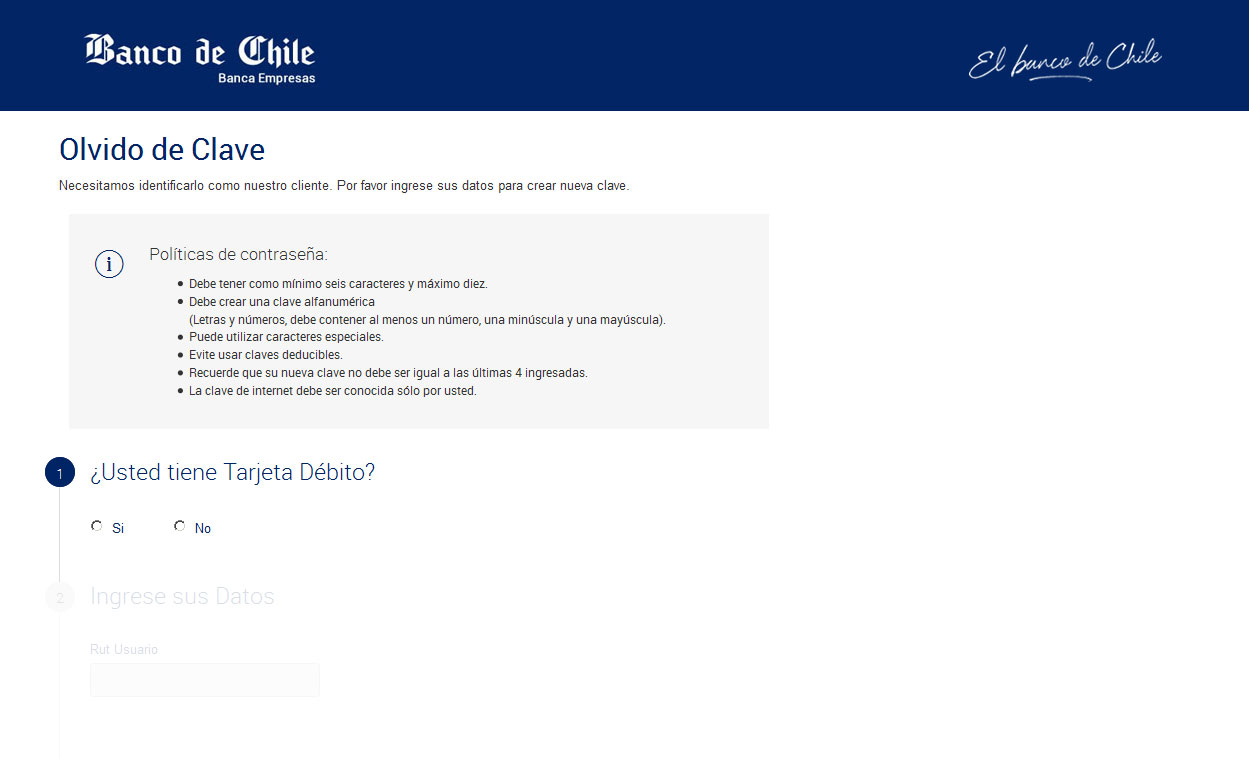 Banco de Chile
Banca Empresas
El banco de Chile
Olvido de Clave
Necesitamos identificarlo como nuestro cliente. Por favor ingrese sus datos para crear nueva clave.
i
Políticas de contraseña:
Debe tener como mínimo seis caracteres y máximo diez.
Debe crear una clave alfanumérica
(Letras y números, debe contener al menos un número, una minúscula y una mayúscula).
Puede utilizar caracteres especiales.
Evite usar claves deducibles.
Recuerde que su nueva clave no debe ser igual a las últimas 4 ingresadas.
La clave de internet debe ser conocida sólo por usted.
1 ¿Usted tiene Tarjeta Débito?
Si No
2 Ingrese sus Datos
Rut Usuario